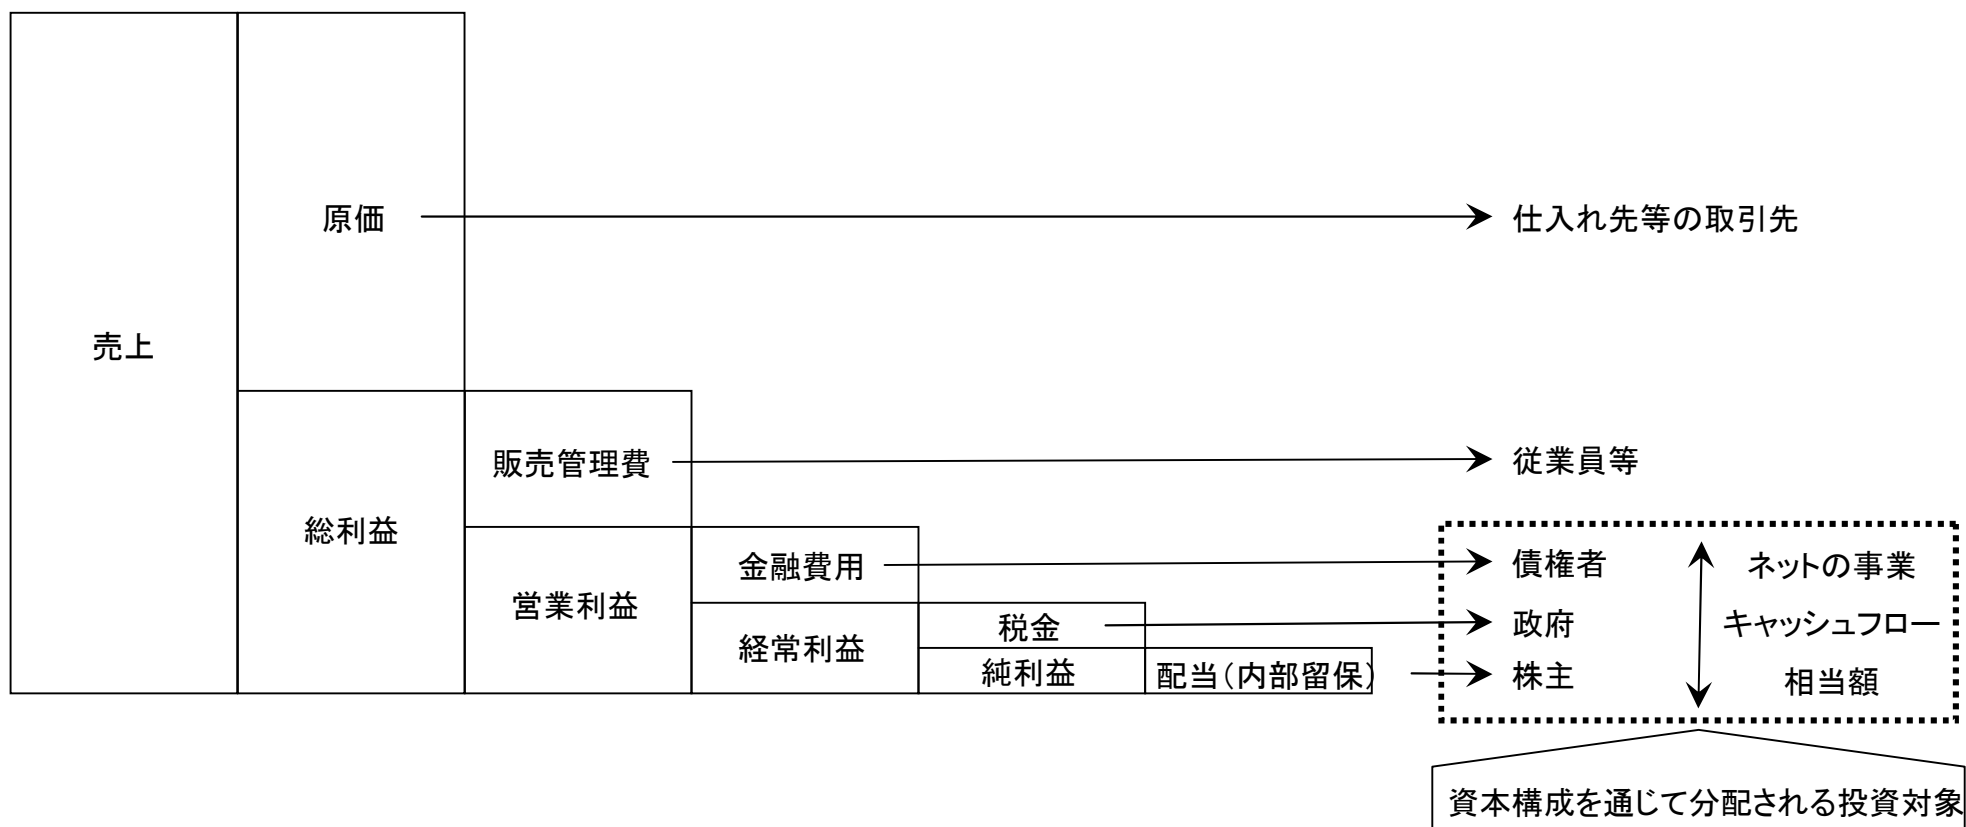 原価
仕入れ先等の取引先
売上
販売管理費
従業員等
総利益
金融費用
債権者
ネットの事業
営業利益
税金
政府
キャッシュフロー
経常利益
純利益
配当(内部留保)
株主
相当額
資本構成を通じて分配される投資対象